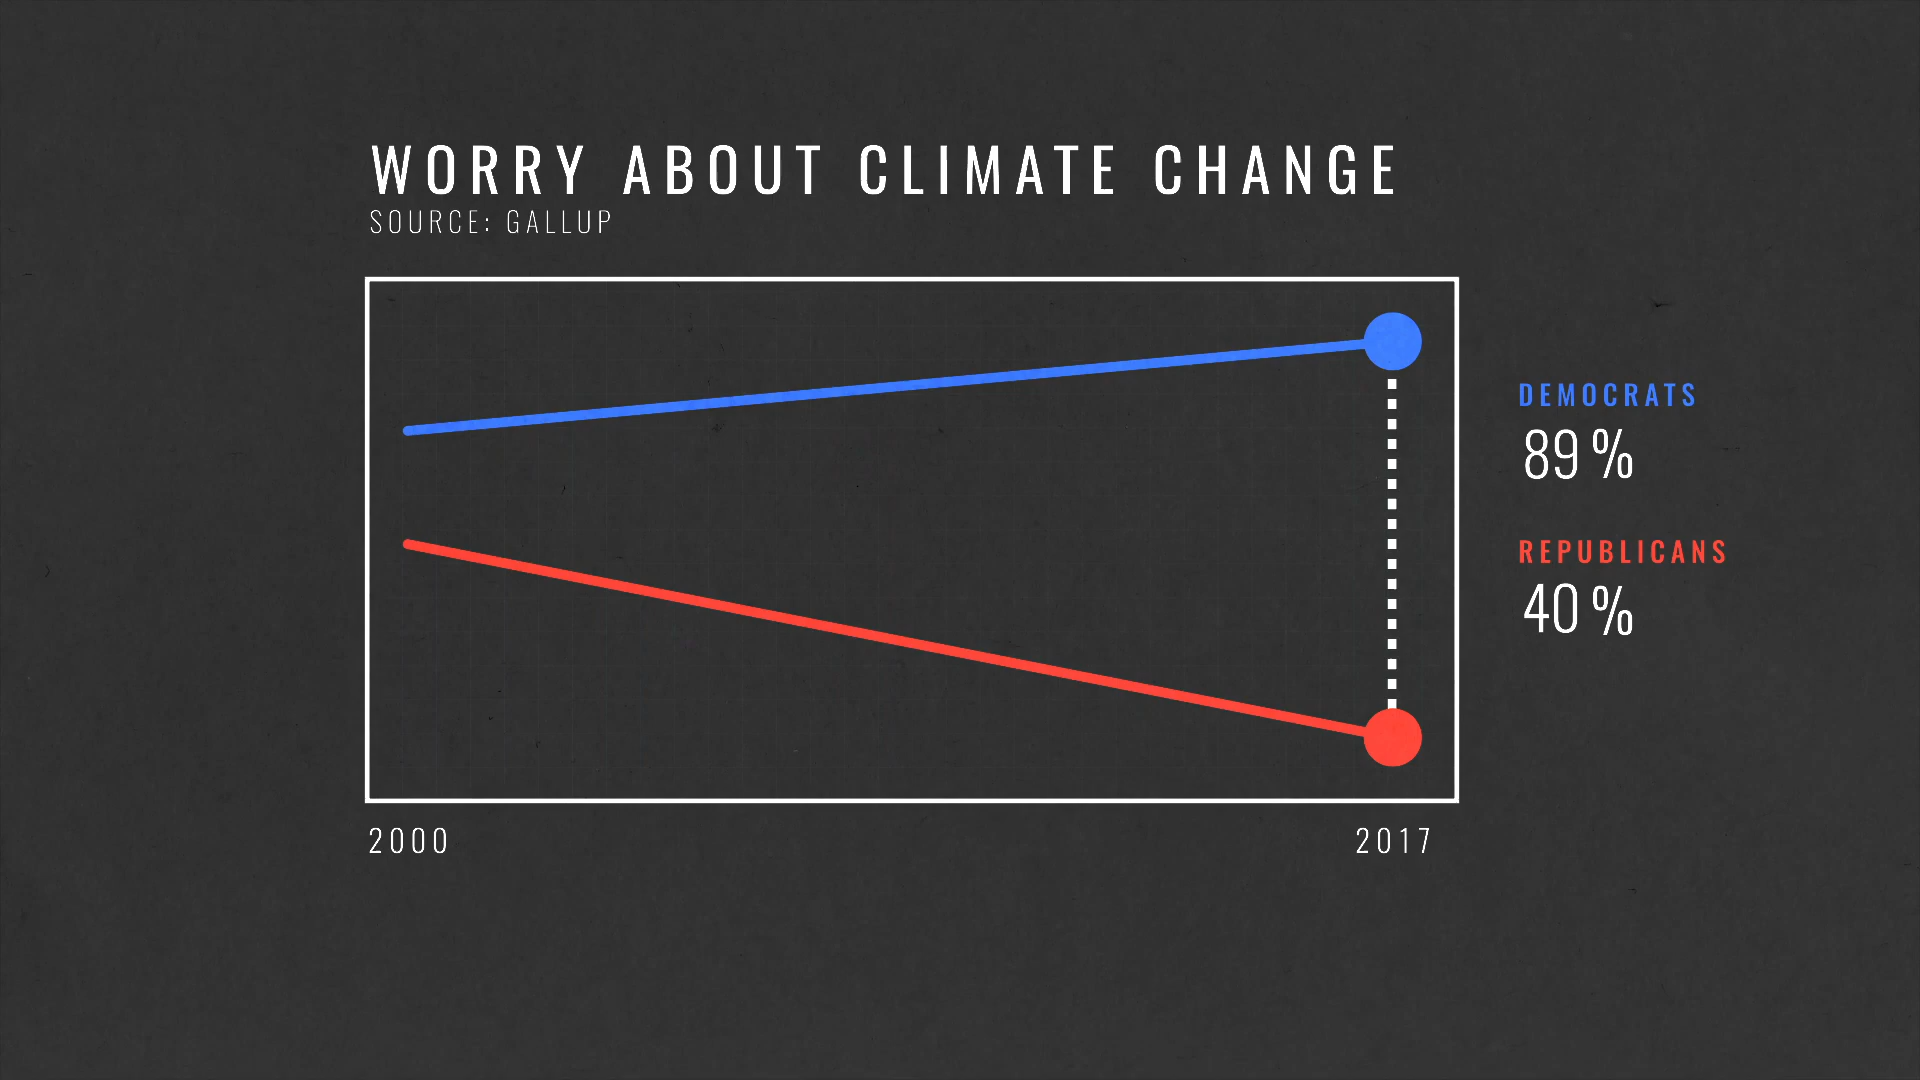 WORRY ABOUT CLIMATE CHANGE
SOURCE: GALLUP
DEMOCRATS
89%
REPUBLICANS
40%
2000
2017